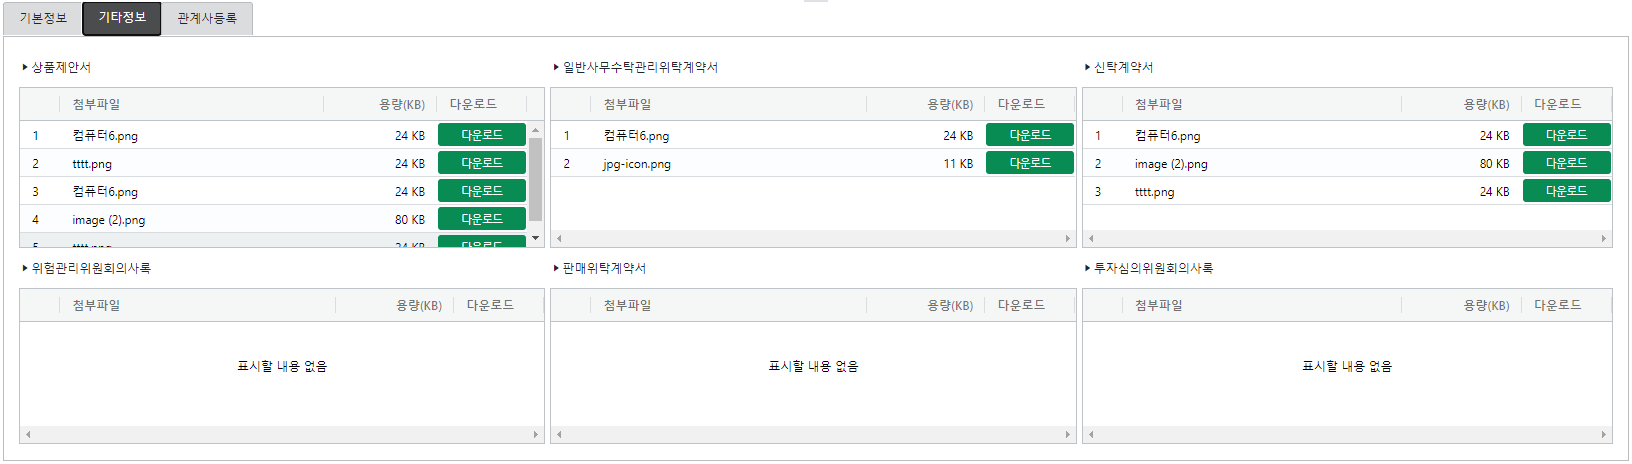 기본정보 기타정보 관계사등록
▶ 상품제안서
첨부파일 용량(KB) 다운로드
1 컴퓨터6.png 24 KB 다운로드
2 tttt.png 24 KB 다운로드
3 컴퓨터6.png 24 KB 다운로드
4 image (2).png 80 KB 다운로드
5 tttt.png 24 KB 다운로드
▶ 일반사무수탁관리위탁계약서
첨부파일 용량(KB) 다운로드
1 컴퓨터6.png 24 KB 다운로드
2 jpg-icon.png 11 KB 다운로드
▶ 신탁계약서
첨부파일 용량(KB) 다운로드
1 컴퓨터6.png 24 KB 다운로드
2 image (2).png 80 KB 다운로드
3 tttt.png 24 KB 다운로드
▶ 위험관리위원회의사록
첨부파일 용량(KB) 다운로드
표시할 내용 없음
▶ 판매위탁계약서
첨부파일 용량(KB) 다운로드
표시할 내용 없음
▶ 투자심의위원회의사록
첨부파일 용량(KB) 다운로드
표시할 내용 없음